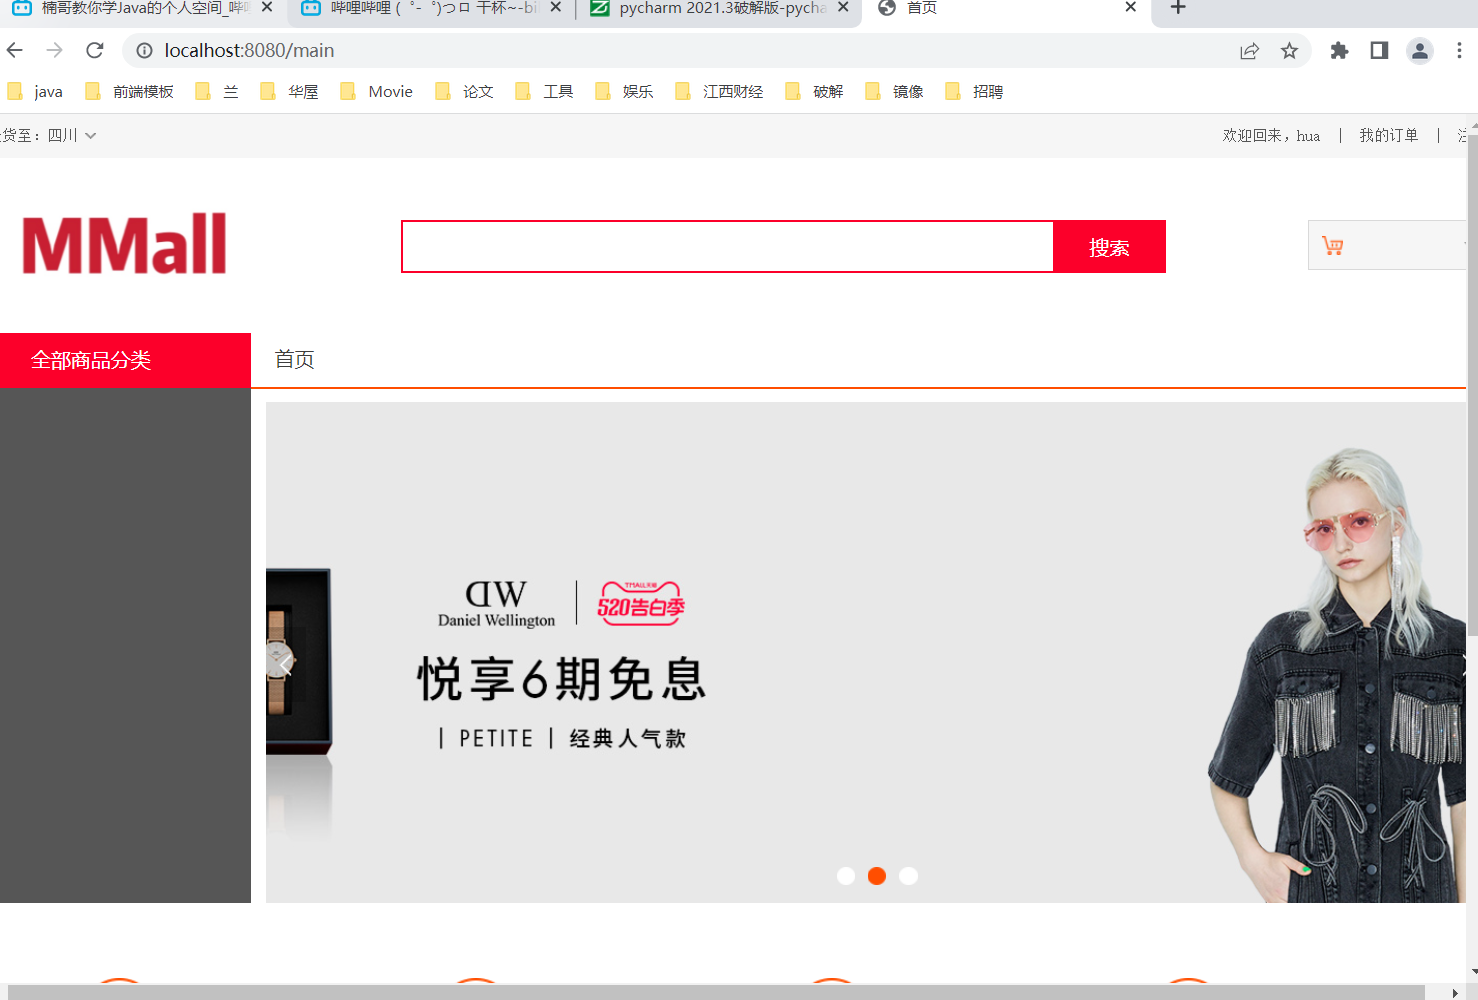 楠哥教你学Java的个人空间_哔哩
哔哩哔哩 (゜-゜)つロ 干杯~-bil
pycharm 2021.3破解版-pycha
首页
localhost:8080/main
java 前端模板 兰 华屋 Movie 论文 工具 娱乐 江西财经 破解 镜像 招聘
货至：四川
欢迎回来，hua | 我的订单 |
MMall
搜索
全部商品分类
首页
DW
Daniel Wellington
TMALL天猫
520告白季
悦享6期免息
| PETITE | 经典人气款